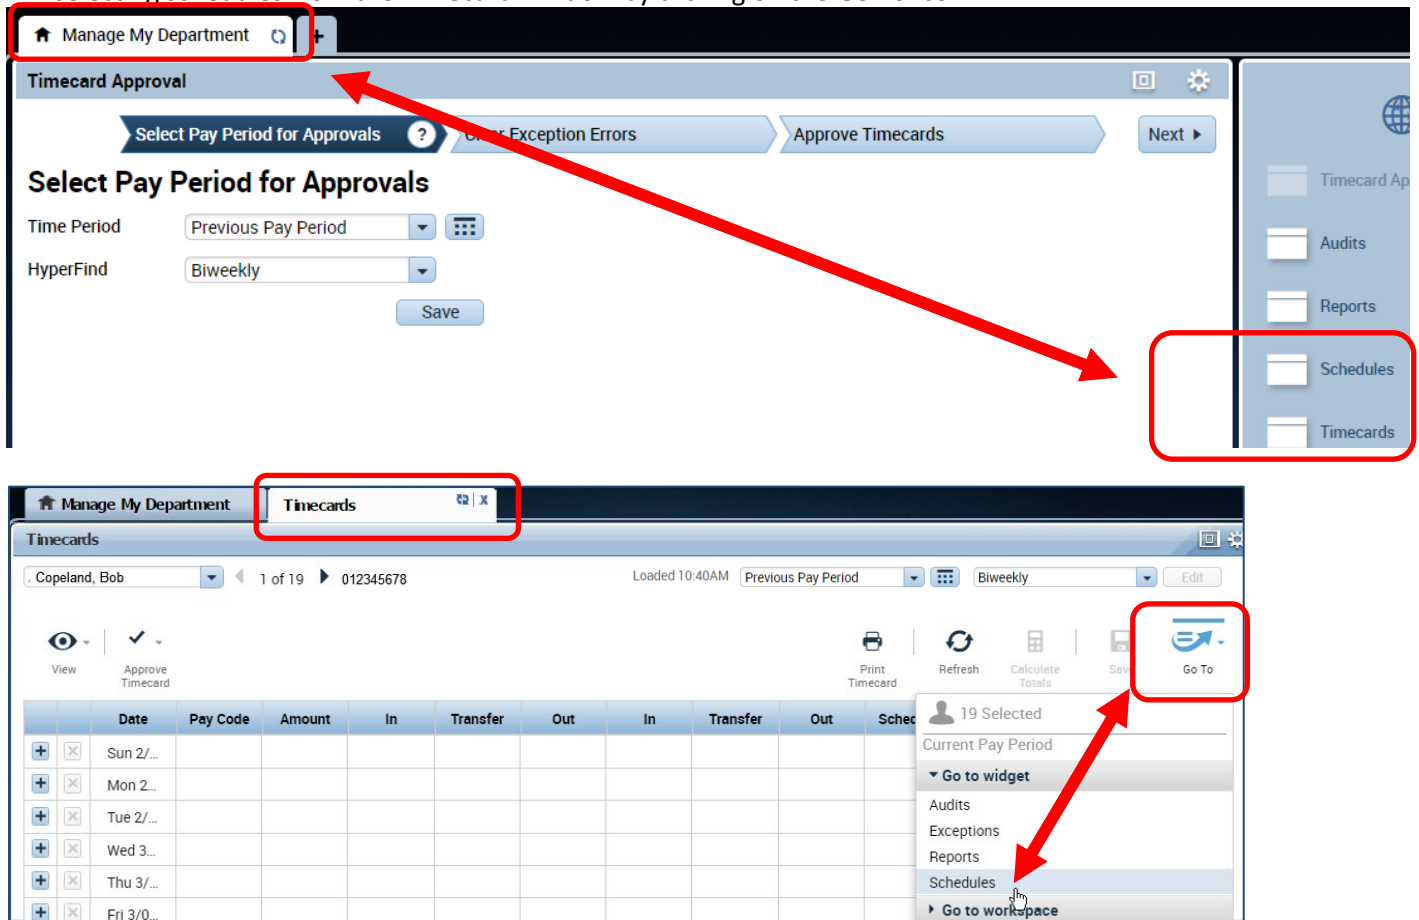 Manage My Department
Timecard Approval
Select Pay Period for Approvals ? Exception Errors Approve Timecards Next
Select Pay Period for Approvals
Time Period Previous Pay Period
HyperFind Biweekly
Save
Timecard Ap
Audits
Reports
Schedules
Timecards
Manage My Department Timecards x
Timecards
Copeland, Bob 1 of 19 012345678 Loaded 10:40AM Previous Pay Period Biweekly Edit
View Approve Timecard Print Timecard Refresh Calculate Totals Save Go To
Date Pay Code Amount In Transfer Out In Transfer Out Sched
Sun 2/...
Mon 2...
Tue 2/...
Wed 3...
Thu 3/...
Fri 3/0...
19 Selected
Current Pay Period
Go to widget
Audits
Exceptions
Reports
Schedules
Go to workspace